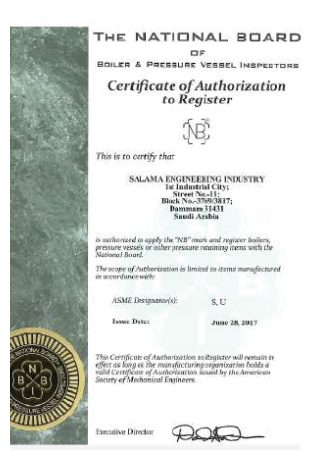 THE NATIONAL BOARD
OF
BOILER & PRESSURE VESSEL INSPECTORS
Certificate of Authorization
to Register
NB
This is to certify that
SALAMA ENGINEERING INDUSTRY
1st Industrial City;
Street No.-11;
Block No.-3769/3817;
Dammam 31431
Saudi Arabia
is authorized to apply the "NB" mark and register boilers,
pressure vessels or other pressure retaining items with the
National Board.
The scope of Authorization is limited to items manufactured
in accordance with:
ASME Designator(s): S, U
Issue Date: June 28, 2017
This Certificate of Authorization to Register will remain in
effect as long as the manufacturing organization holds a
valid Certificate of Authorization issued by the American
Society of Mechanical Engineers.
NATIONAL BOARD
B N B
PRESSURE VESSEL
Executive Director